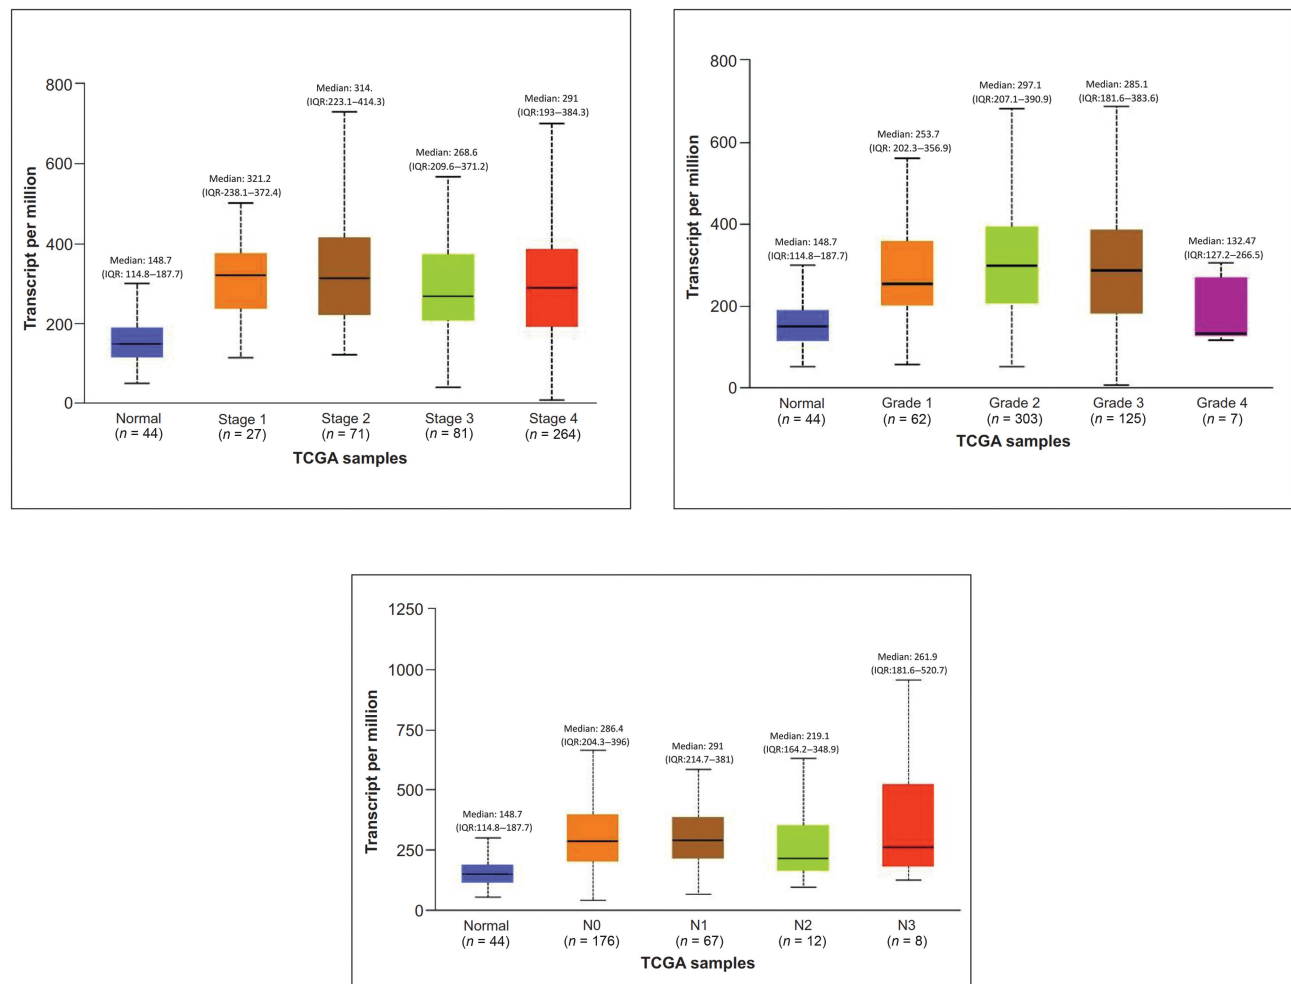 Transcript per million
800
600
400
200
0
Median: 148.7
(IQR: 114.8–187.7)
Median: 321.2
(IQR-238.1–372.4)
Median: 314.
(IQR:223.1–414.3)
Median: 268.6
(IQR:209.6–371.2)
Median: 291
(IQR:193–384.3)
Normal
(n = 44)
Stage 1
(n = 27)
Stage 2
(n = 71)
Stage 3
(n = 81)
Stage 4
(n = 264)
TCGA samples
Transcript per million
800
600
400
200
0
Median: 148.7
(IQR: 114.8–187.7)
Median: 253.7
(IQR: 202.3–356.9)
Median: 297.1
(IQR:207.1–390.9)
Median: 285.1
(IQR:181.6–383.6)
Median: 132.47
(IQR:127.2–266.5)
Normal
(n = 44)
Grade 1
(n = 62)
Grade 2
(n = 303)
Grade 3
(n = 125)
Grade 4
(n = 7)
TCGA samples
Transcript per million
1250
1000
750
500
250
0
Median: 148.7
(IQR:114.8–187.7)
Median: 286.4
(IQR:204.3–396)
Median: 291
(IQR:214.7–381)
Median: 219.1
(IQR:164.2–348.9)
Median: 261.9
(IQR:181.6–520.7)
Normal
(n = 44)
N0
(n = 176)
N1
(n = 67)
N2
(n = 12)
N3
(n = 8)
TCGA samples